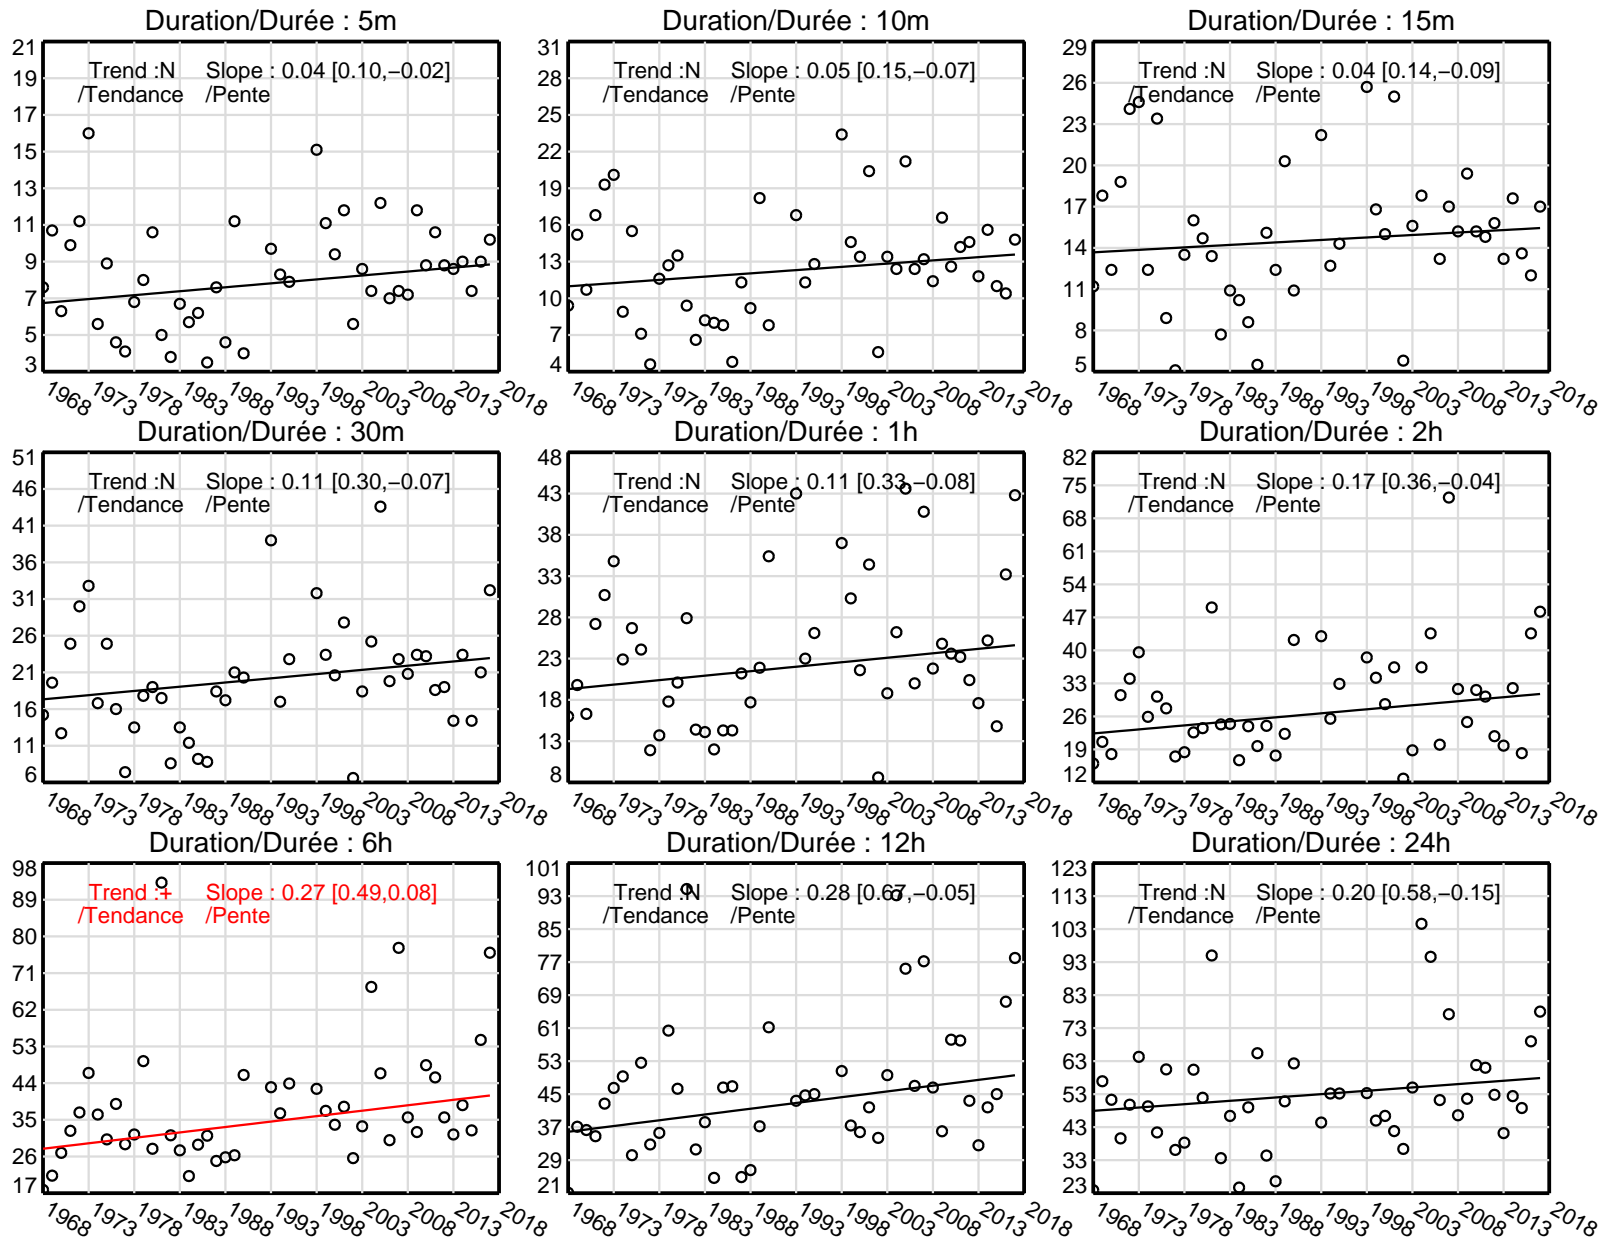 Duration/Durée : 5m
21
19
17
15
13
11
9
7
5
3
Trend :N Slope : 0.04 [0.10,−0.02]
/Tendance /Pente
1968 1973 1978 1983 1988 1993 1998 2003 2008 2013 2018
Duration/Durée : 10m
31
28
25
22
19
16
13
10
7
4
Trend :N Slope : 0.05 [0.15,−0.07]
/Tendance /Pente
1968 1973 1978 1983 1988 1993 1998 2003 2008 2013 2018
Duration/Durée : 15m
29
26
23
20
17
14
11
8
5
Trend :N Slope : 0.04 [0.14,−0.09]
/Tendance /Pente
1968 1973 1978 1983 1988 1993 1998 2003 2008 2013 2018
Duration/Durée : 30m
51
46
41
36
31
26
21
16
11
6
Trend :N Slope : 0.11 [0.30,−0.07]
/Tendance /Pente
1968 1973 1978 1983 1988 1993 1998 2003 2008 2013 2018
Duration/Durée : 1h
48
43
38
33
28
23
18
13
8
Trend :N Slope : 0.11 [0.33,−0.08]
/Tendance /Pente
1968 1973 1978 1983 1988 1993 1998 2003 2008 2013 2018
Duration/Durée : 2h
82
75
68
61
54
47
40
33
26
19
12
Trend :N Slope : 0.17 [0.36,−0.04]
/Tendance /Pente
1968 1973 1978 1983 1988 1993 1998 2003 2008 2013 2018
Duration/Durée : 6h
98
89
80
71
62
53
44
35
26
17
Trend :+ Slope : 0.27 [0.49,0.08]
/Tendance /Pente
1968 1973 1978 1983 1988 1993 1998 2003 2008 2013 2018
Duration/Durée : 12h
101
93
85
77
69
61
53
45
37
29
21
Trend :N Slope : 0.28 [0.67,−0.05]
/Tendance /Pente
1968 1973 1978 1983 1988 1993 1998 2003 2008 2013 2018
Duration/Durée : 24h
123
113
103
93
83
73
63
53
43
33
23
Trend :N Slope : 0.20 [0.58,−0.15]
/Tendance /Pente
1968 1973 1978 1983 1988 1993 1998 2003 2008 2013 2018